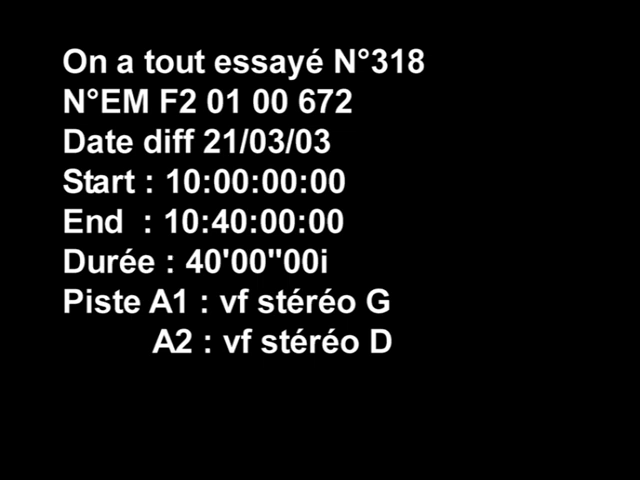 On a tout essayé N°318
N°EM F2 01 00 672
Date diff 21/03/03
Start : 10:00:00:00
End : 10:40:00:00
Durée : 40'00"00i
Piste A1 : vf stéréo G
A2 : vf stéréo D